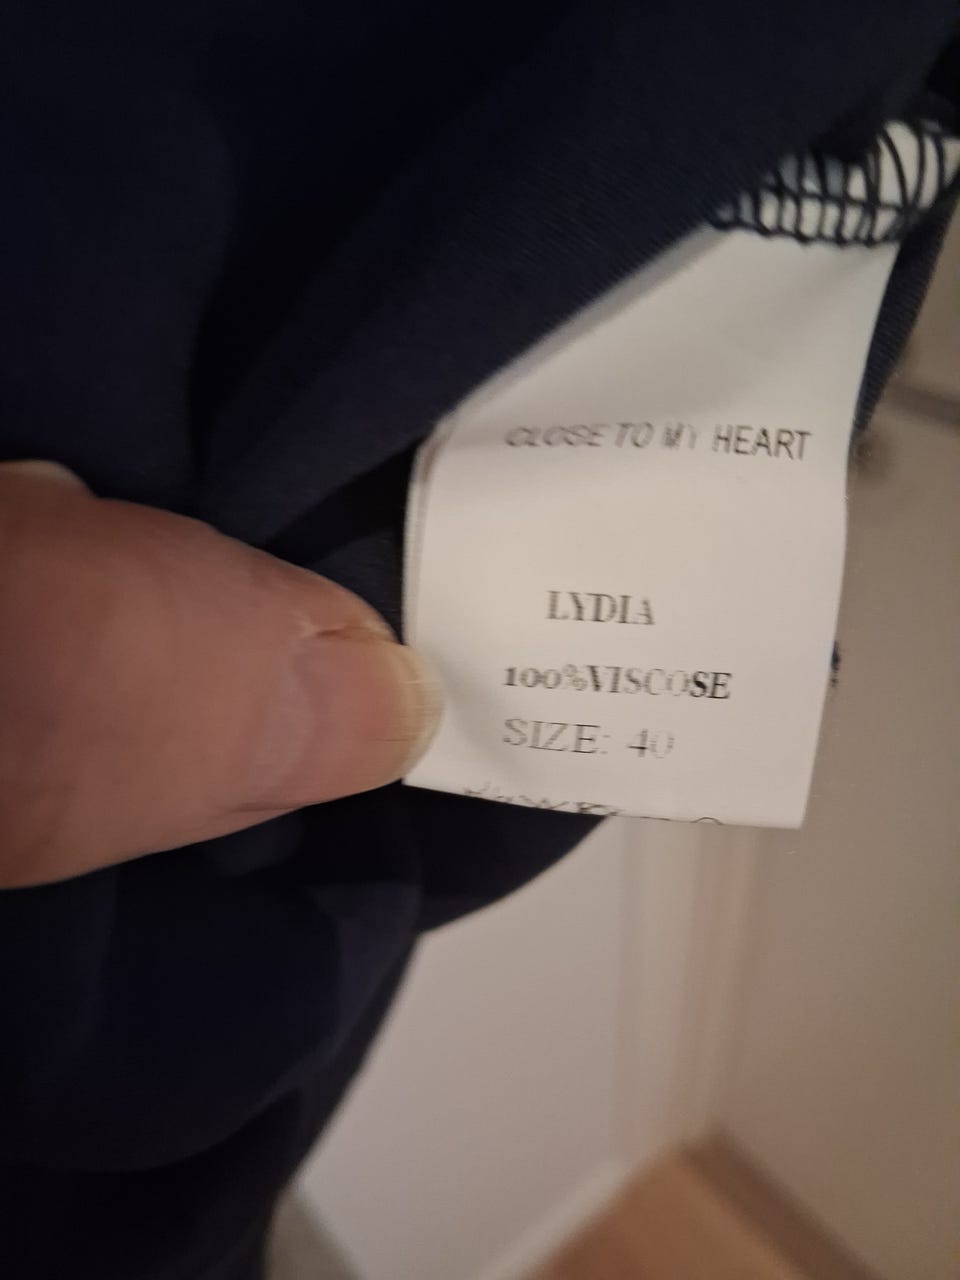 CLOSE TO MY HEART
LYDIA
100%VISCOSE
SIZE: 40